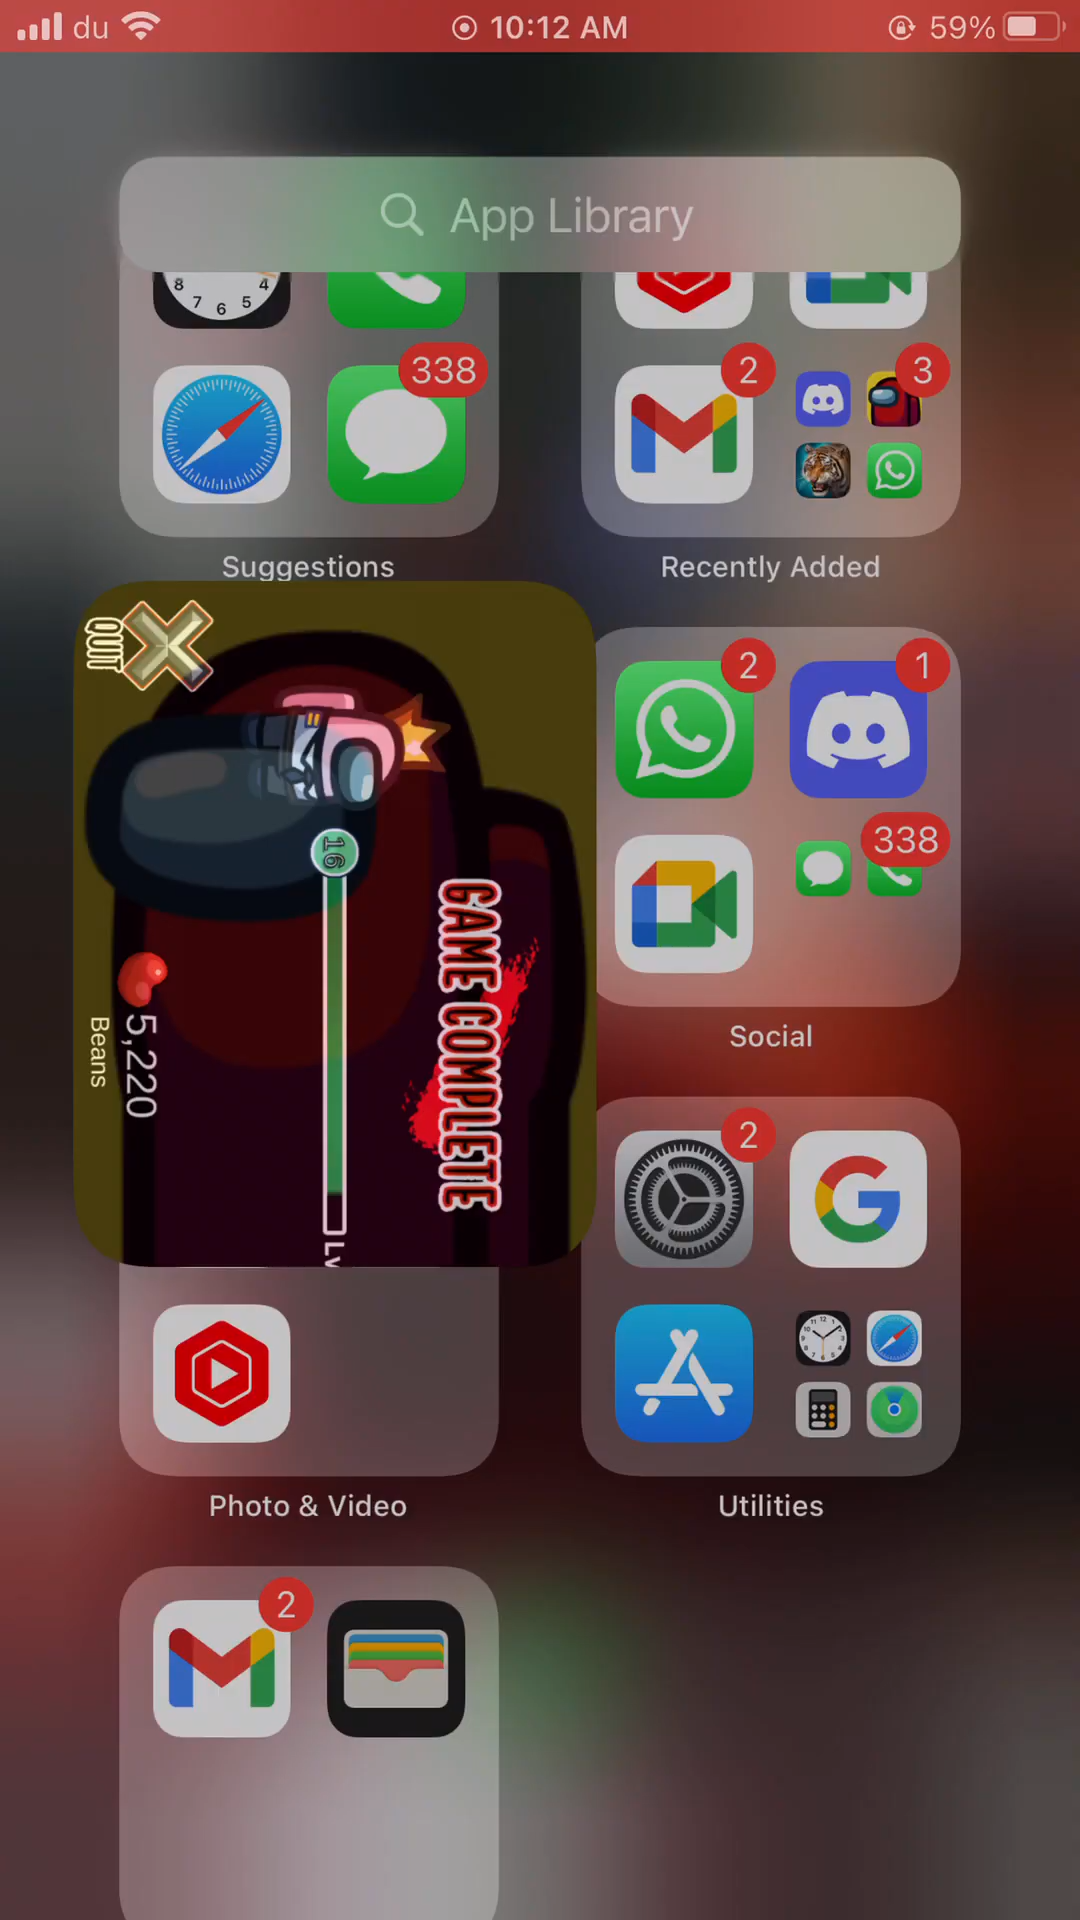 du 10:12 AM 59%
App Library
8 4
7 6 5
338
2
3
Suggestions
Recently Added
QUIT
16
GAME COMPLETE
5,220
Beans
Lv
2
1
338
Social
2
Photo & Video
Utilities
2